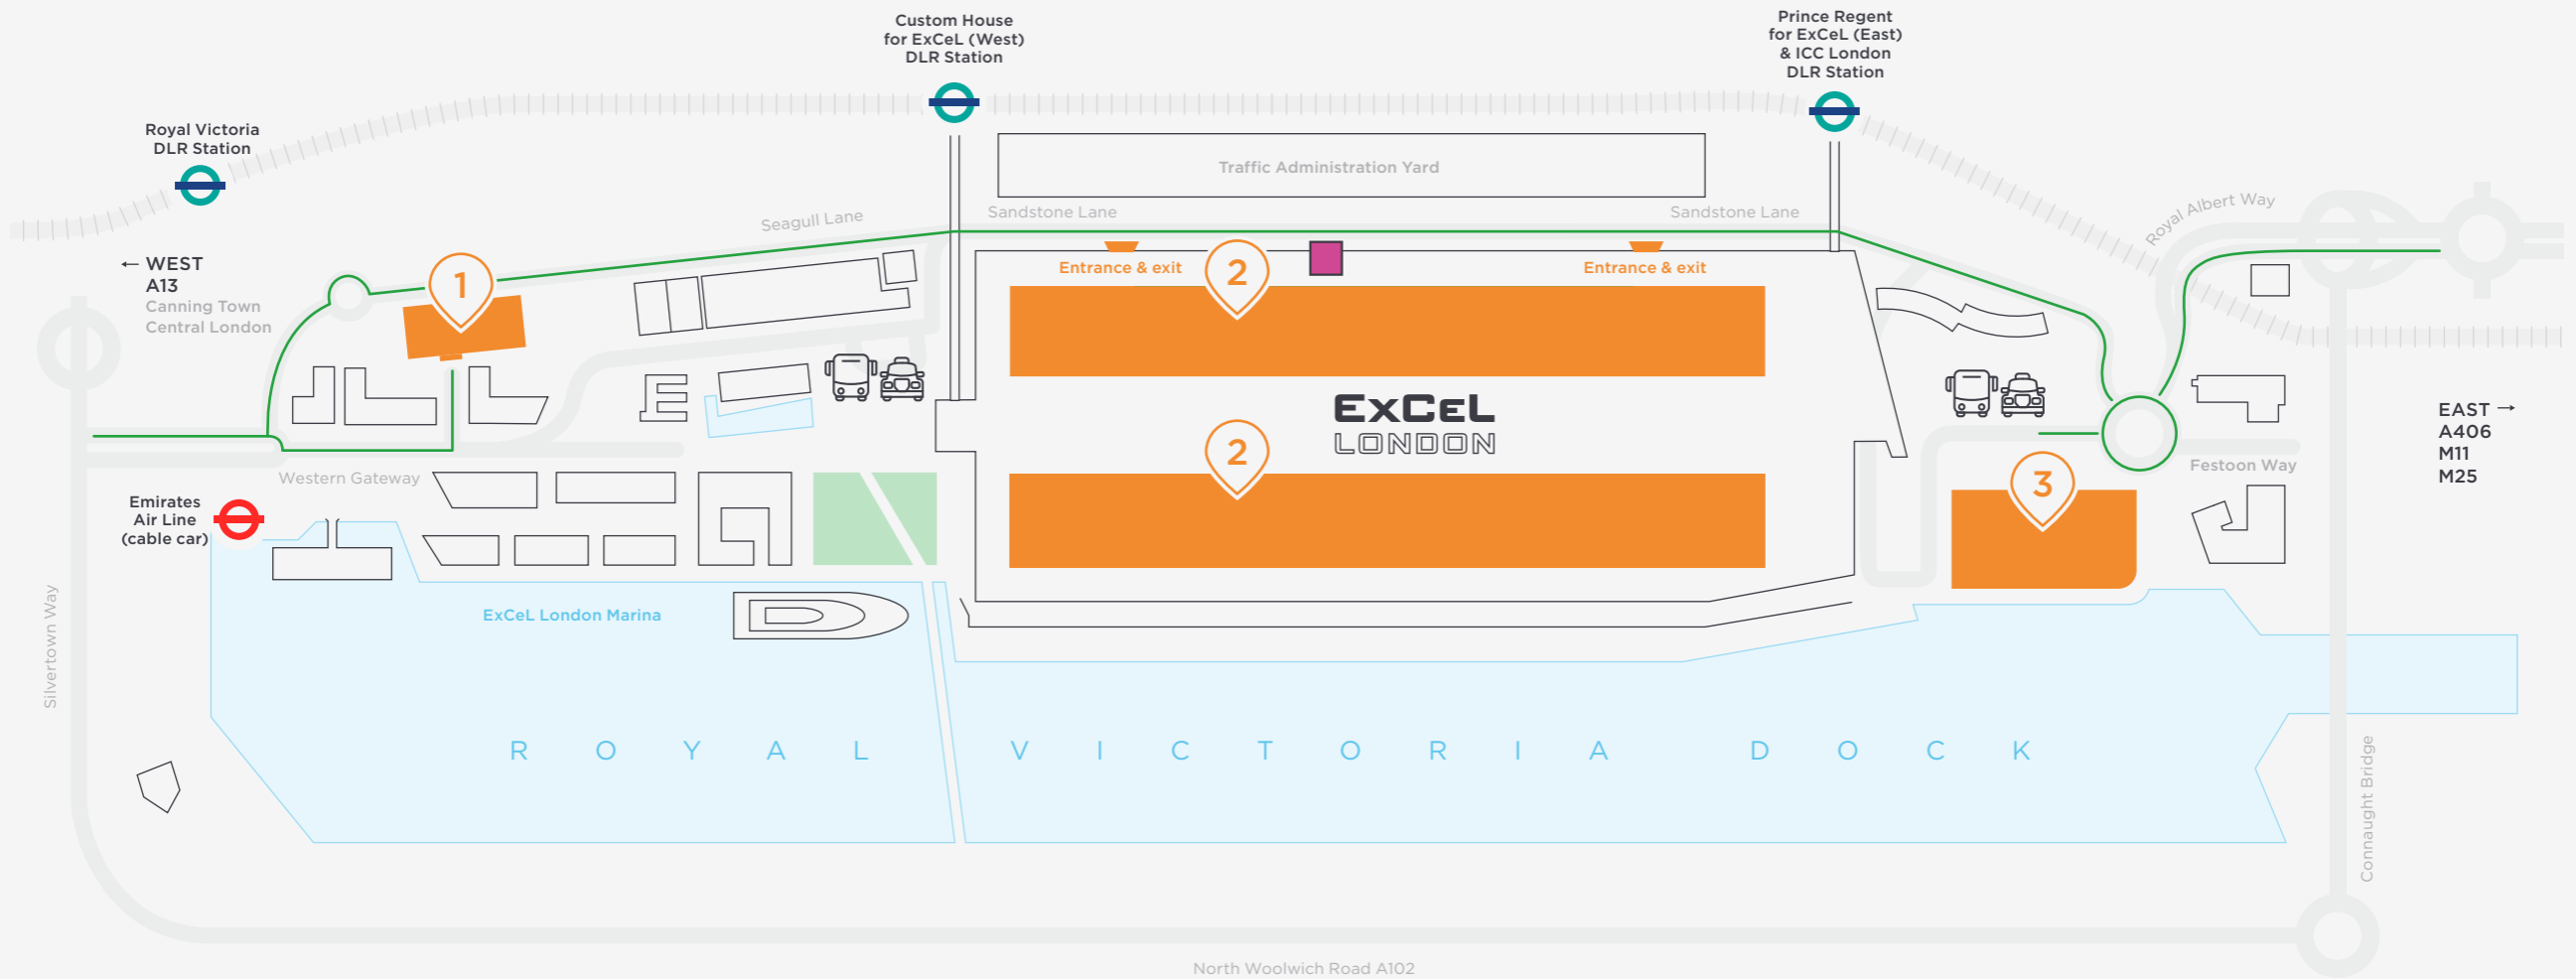 Custom House
for ExCeL (West)
DLR Station
Prince Regent
for ExCeL (East)
& ICC London
DLR Station
Royal Victoria
DLR Station
Traffic Administration Yard
Seagull Lane
Sandstone Lane
Sandstone Lane
Royal Albert Way
← WEST
A13
Canning Town
Central London
1
Entrance & exit
2
Entrance & exit
EXCEL
LONDON
2
EAST →
A406
M11
M25
Western Gateway
Festoon Way
3
Emirates
Air Line
(cable car)
ExCeL London Marina
Silvertown Way
ROYAL VICTORIA DOCK
Connaught Bridge
North Woolwich Road A102